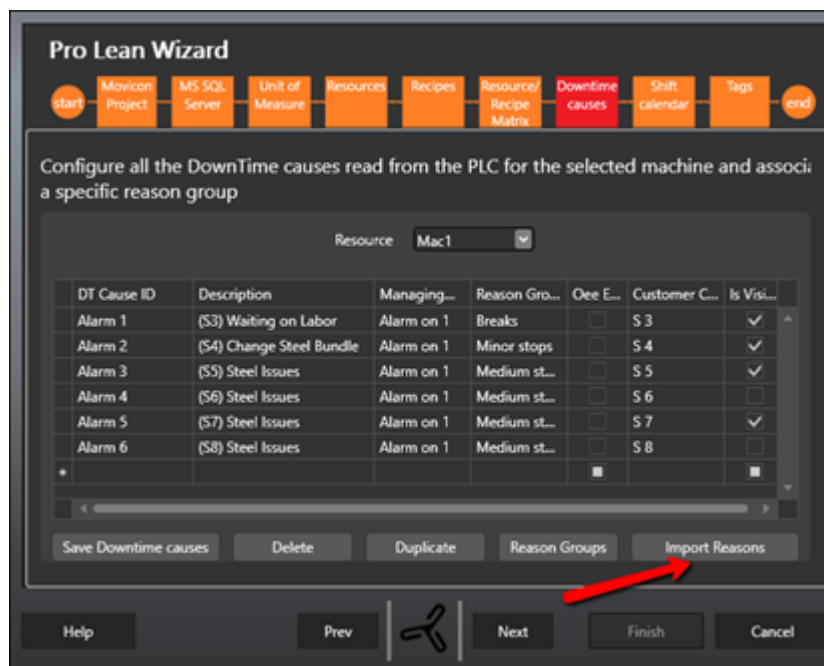 Pro Lean Wizard
start
Movicon
Project
MS SQL
Server
Unit of
Measure
Resources
Recipes
Resource/
Recipe
Matrix
Downtime
causes
Shift
calendar
Tags
end
Configure all the DownTime causes read from the PLC for the selected machine and associ
a specific reason group
Resource Mac1
DT Cause ID Description Managing... Reason Gro... Oee E... Customer C... Is Visi...
Alarm 1 (S3) Waiting on Labor Alarm on 1 Breaks S 3
Alarm 2 (S4) Change Steel Bundle Alarm on 1 Minor stops S 4
Alarm 3 (S5) Steel Issues Alarm on 1 Medium st... S 5
Alarm 4 (S6) Steel Issues Alarm on 1 Medium st... S 6
Alarm 5 (S7) Steel Issues Alarm on 1 Medium st... S 7
Alarm 6 (S8) Steel Issues Alarm on 1 Medium st... S 8
Save Downtime causes Delete Duplicate Reason Groups Import Reasons
Help Prev Next Finish Cancel